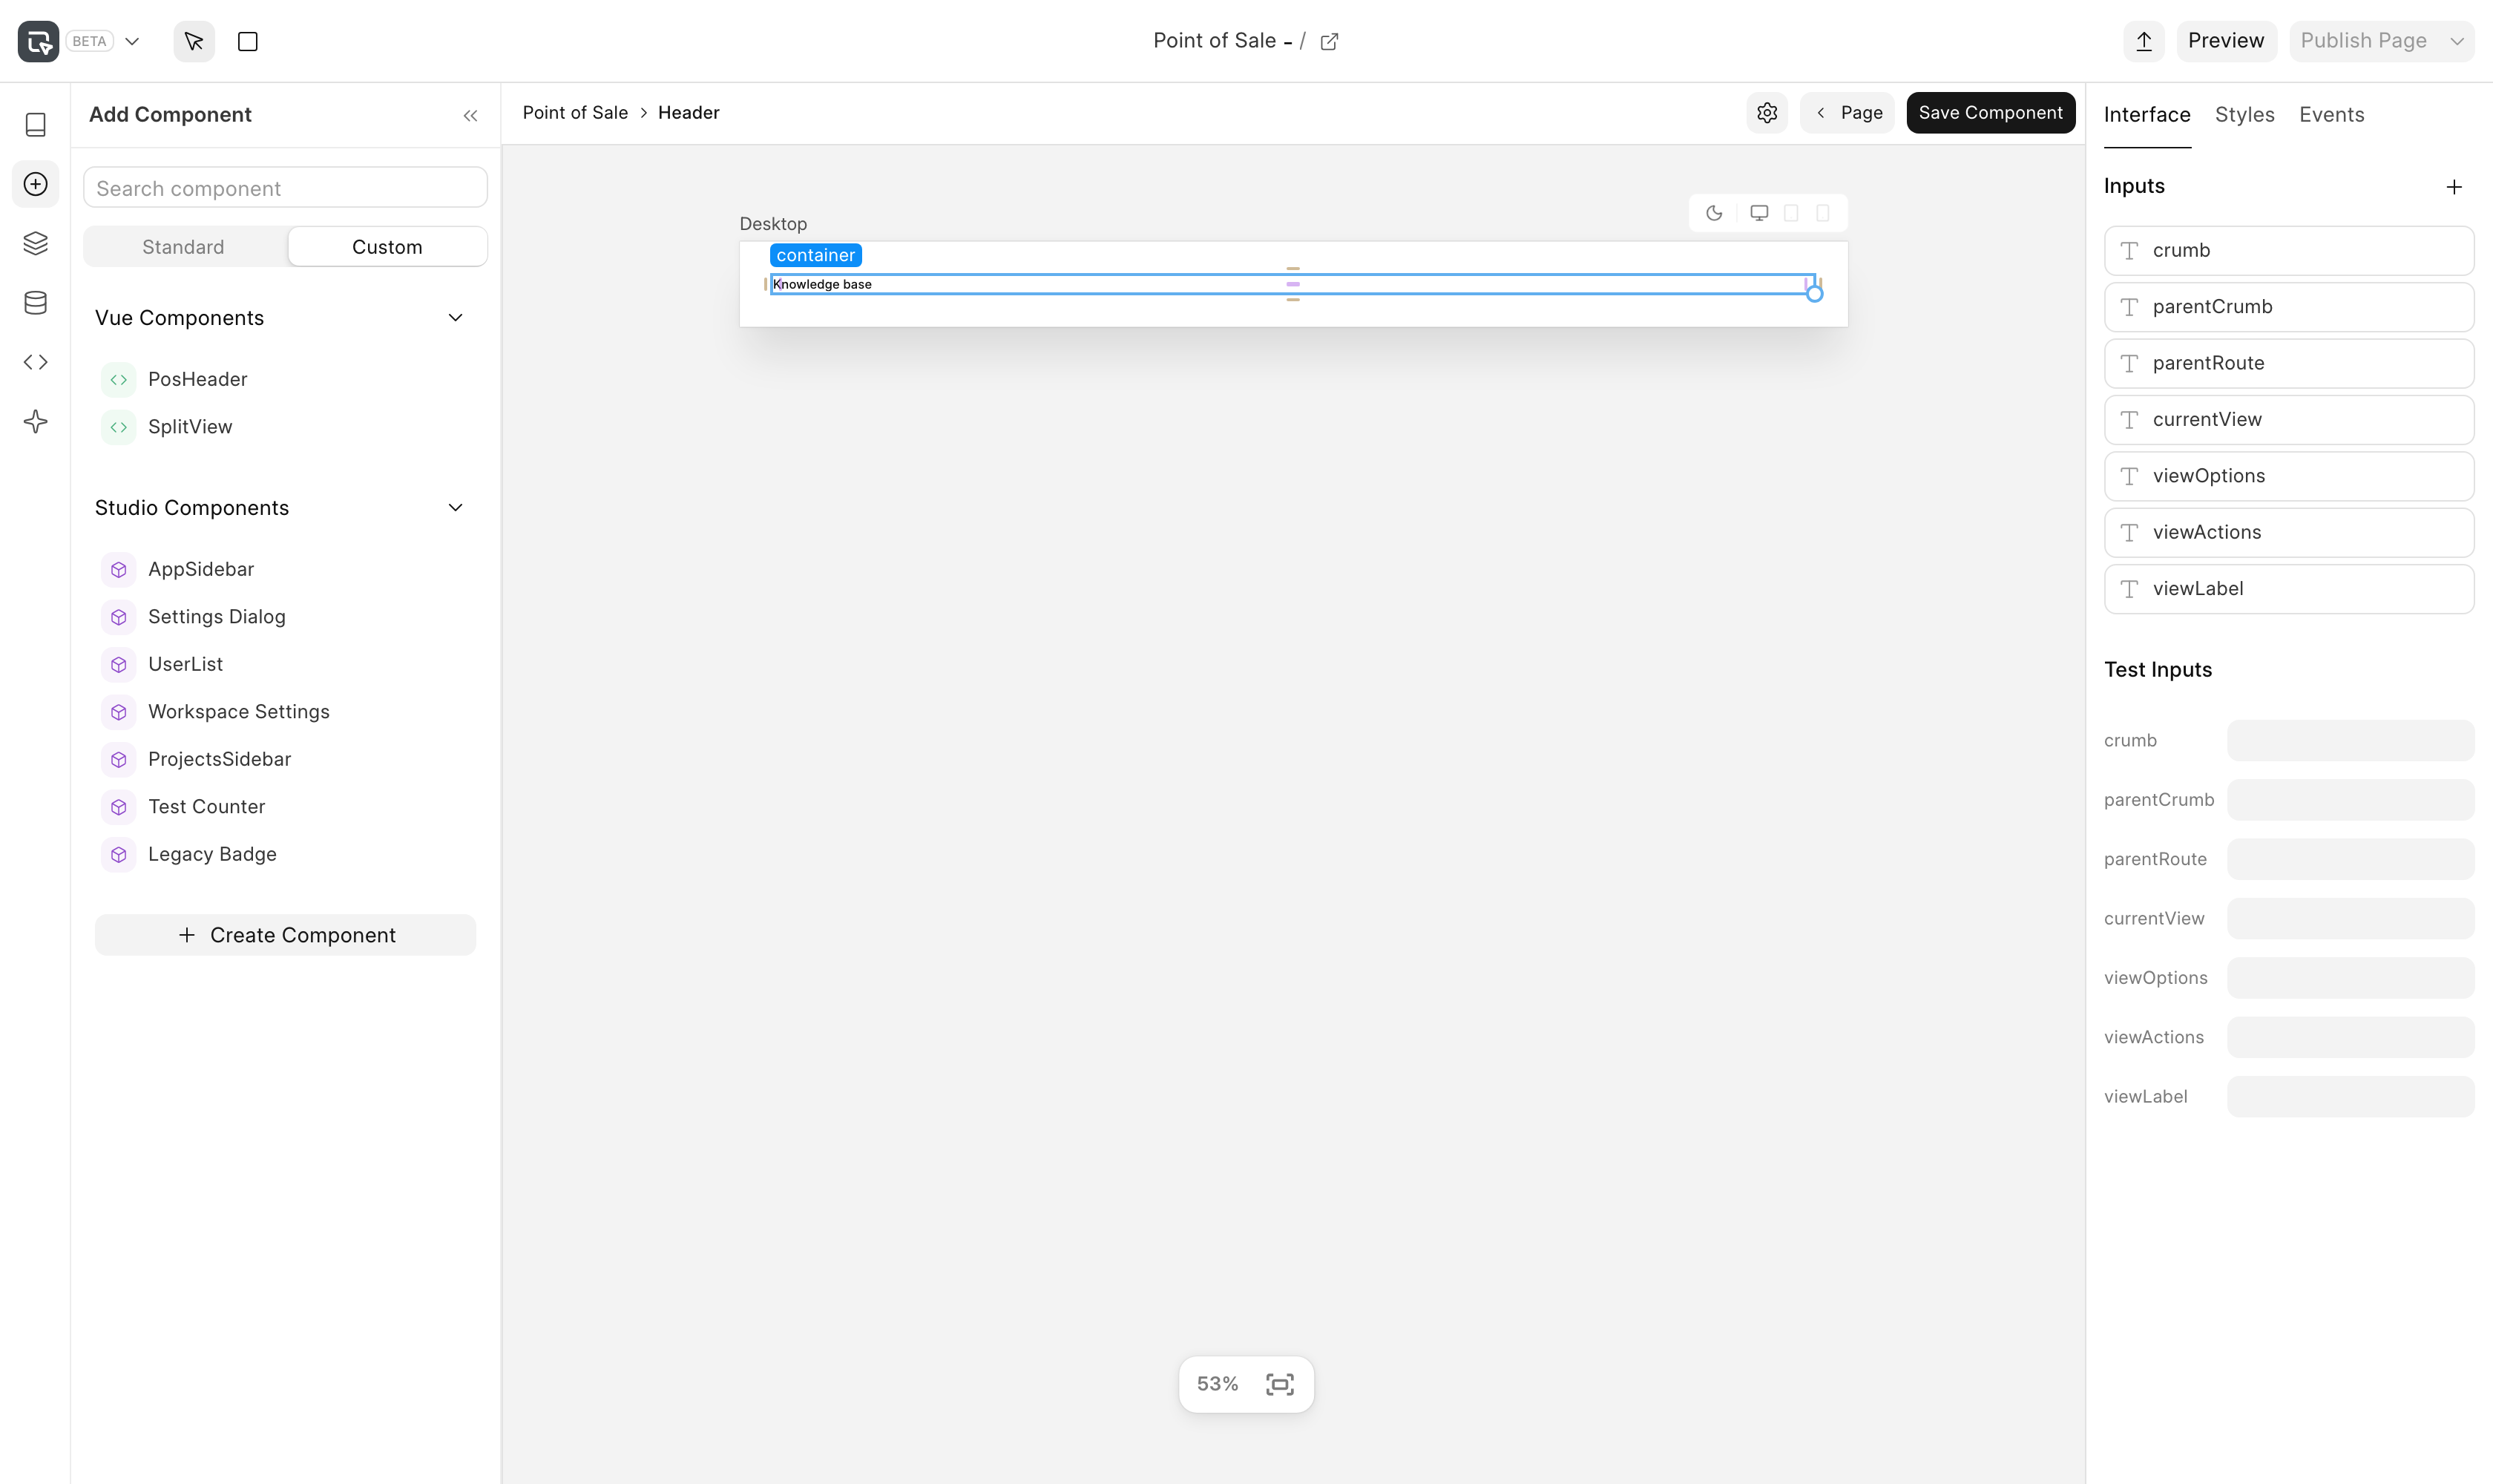 BETA
Point of Sale - /
Preview
Publish Page
Add Component
Search component
Standard
Custom
Vue Components
PosHeader
SplitView
Studio Components
AppSidebar
Settings Dialog
UserList
Workspace Settings
ProjectsSidebar
Test Counter
Legacy Badge
Create Component
Point of Sale > Header
Page
Save Component
Desktop
container
Knowledge base
53%
Interface
Styles
Events
Inputs
crumb
parentCrumb
parentRoute
currentView
viewOptions
viewActions
viewLabel
Test Inputs
crumb
parentCrumb
parentRoute
currentView
viewOptions
viewActions
viewLabel